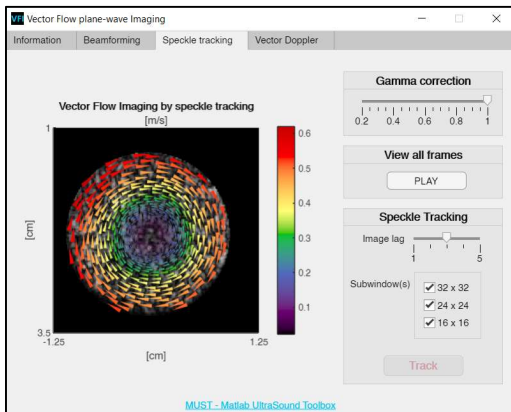 VFI Vector Flow plane-wave Imaging
Information Beamforming Speckle tracking Vector Doppler
Vector Flow Imaging by speckle tracking
[m/s]
1
[cm]
3.5
-1.25 1.25
[cm]
0.6
0.5
0.4
0.3
0.2
0.1
Gamma correction
0.2 0.4 0.6 0.8 1
View all frames
PLAY
Speckle Tracking
Image lag
1 5
Subwindow(s)
32 x 32
24 x 24
16 x 16
Track
MUST - Matlab UltraSound Toolbox